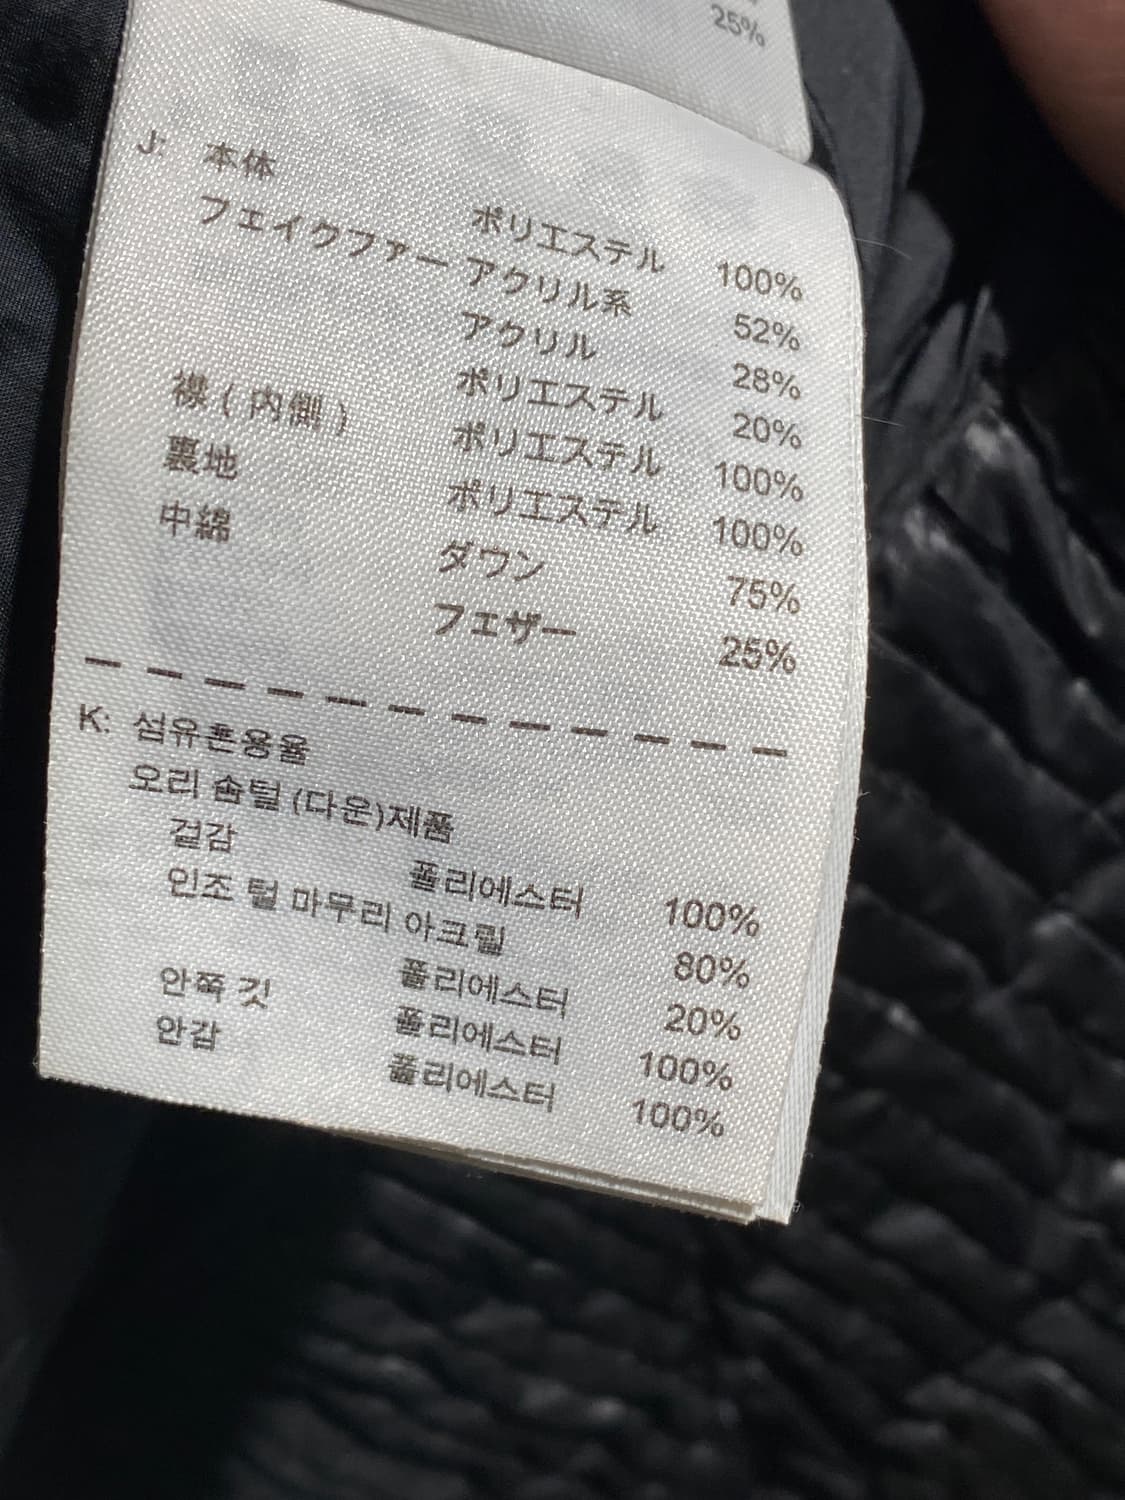 25%
J: 本体 ポリエステル 100%
フェイクファー アクリル系 52%
アクリル 28%
ポリエステル 20%
襟 ( 内側 ) ポリエステル 100%
裏地 ポリエステル 100%
中綿 ダウン 75%
フェザー 25%
K: 섬유혼용율
오리 솜털 (다운)제품
겉감 폴리에스터 100%
인조 털 마무리 아크릴 80%
폴리에스터 20%
안쪽 깃 폴리에스터 100%
안감 폴리에스터 100%